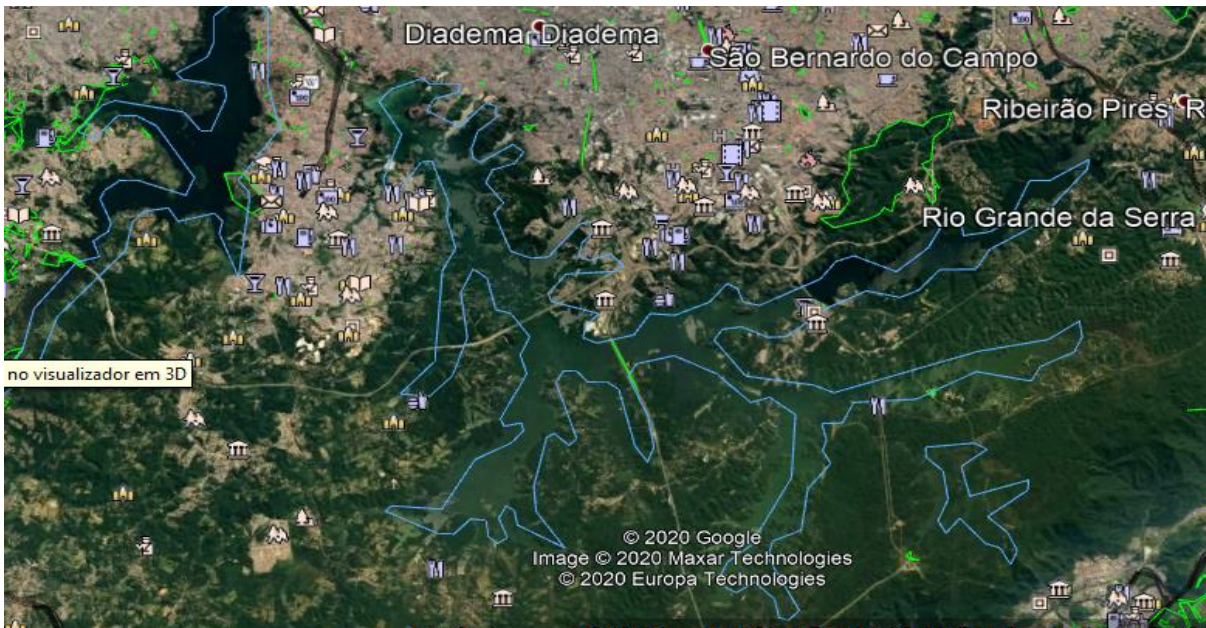 Diadema Diadema
São Bernardo do Campo
Ribeirão Pires R
Rio Grande da Serra
no visualizador em 3D
© 2020 Google
Image © 2020 Maxar Technologies
© 2020 Europa Technologies